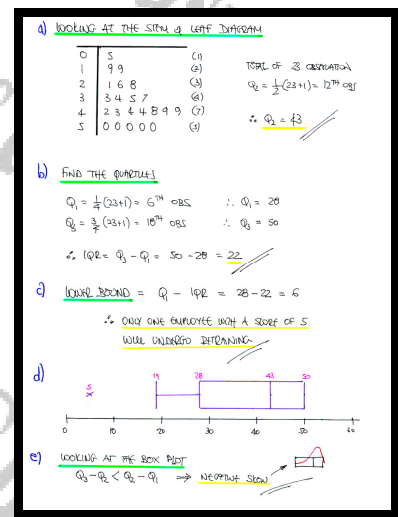 a) LOOKING AT THE STEM & LEAF DIAGRAM
0 | 5 (1)
1 | 9 9 (2)
2 | 1 6 8 (3)
3 | 3 4 5 7 (4)
4 | 2 3 4 4 8 9 9 (7)
5 | 0 0 0 0 0 (5)
TOTAL OF 23 OBSERVATION
Q₂ = 1/2(23+1) = 12TH OBS
∴ Q₂ = 43
b) FIND THE QUARTILES
Q₁ = 1/4(23+1) = 6TH OBS ∴ Q₁ = 28
Q₃ = 3/4(23+1) = 18TH OBS ∴ Q₃ = 50
∴ IQR = Q₃ - Q₁ = 50 - 28 = 22
c) LOWER BOUND = Q₁ - IQR = 28 - 22 = 6
∴ ONLY ONE EMPLOYEE WITH A SCORE OF 5
WILL UNDERGO RETRAINING
d)
5 19 28 43 50
0 10 20 30 40 50 60
e) LOOKING AT THE BOX PLOT
Q₃ - Q₂ < Q₂ - Q₁ ⇒ NEGATIVE SKEW